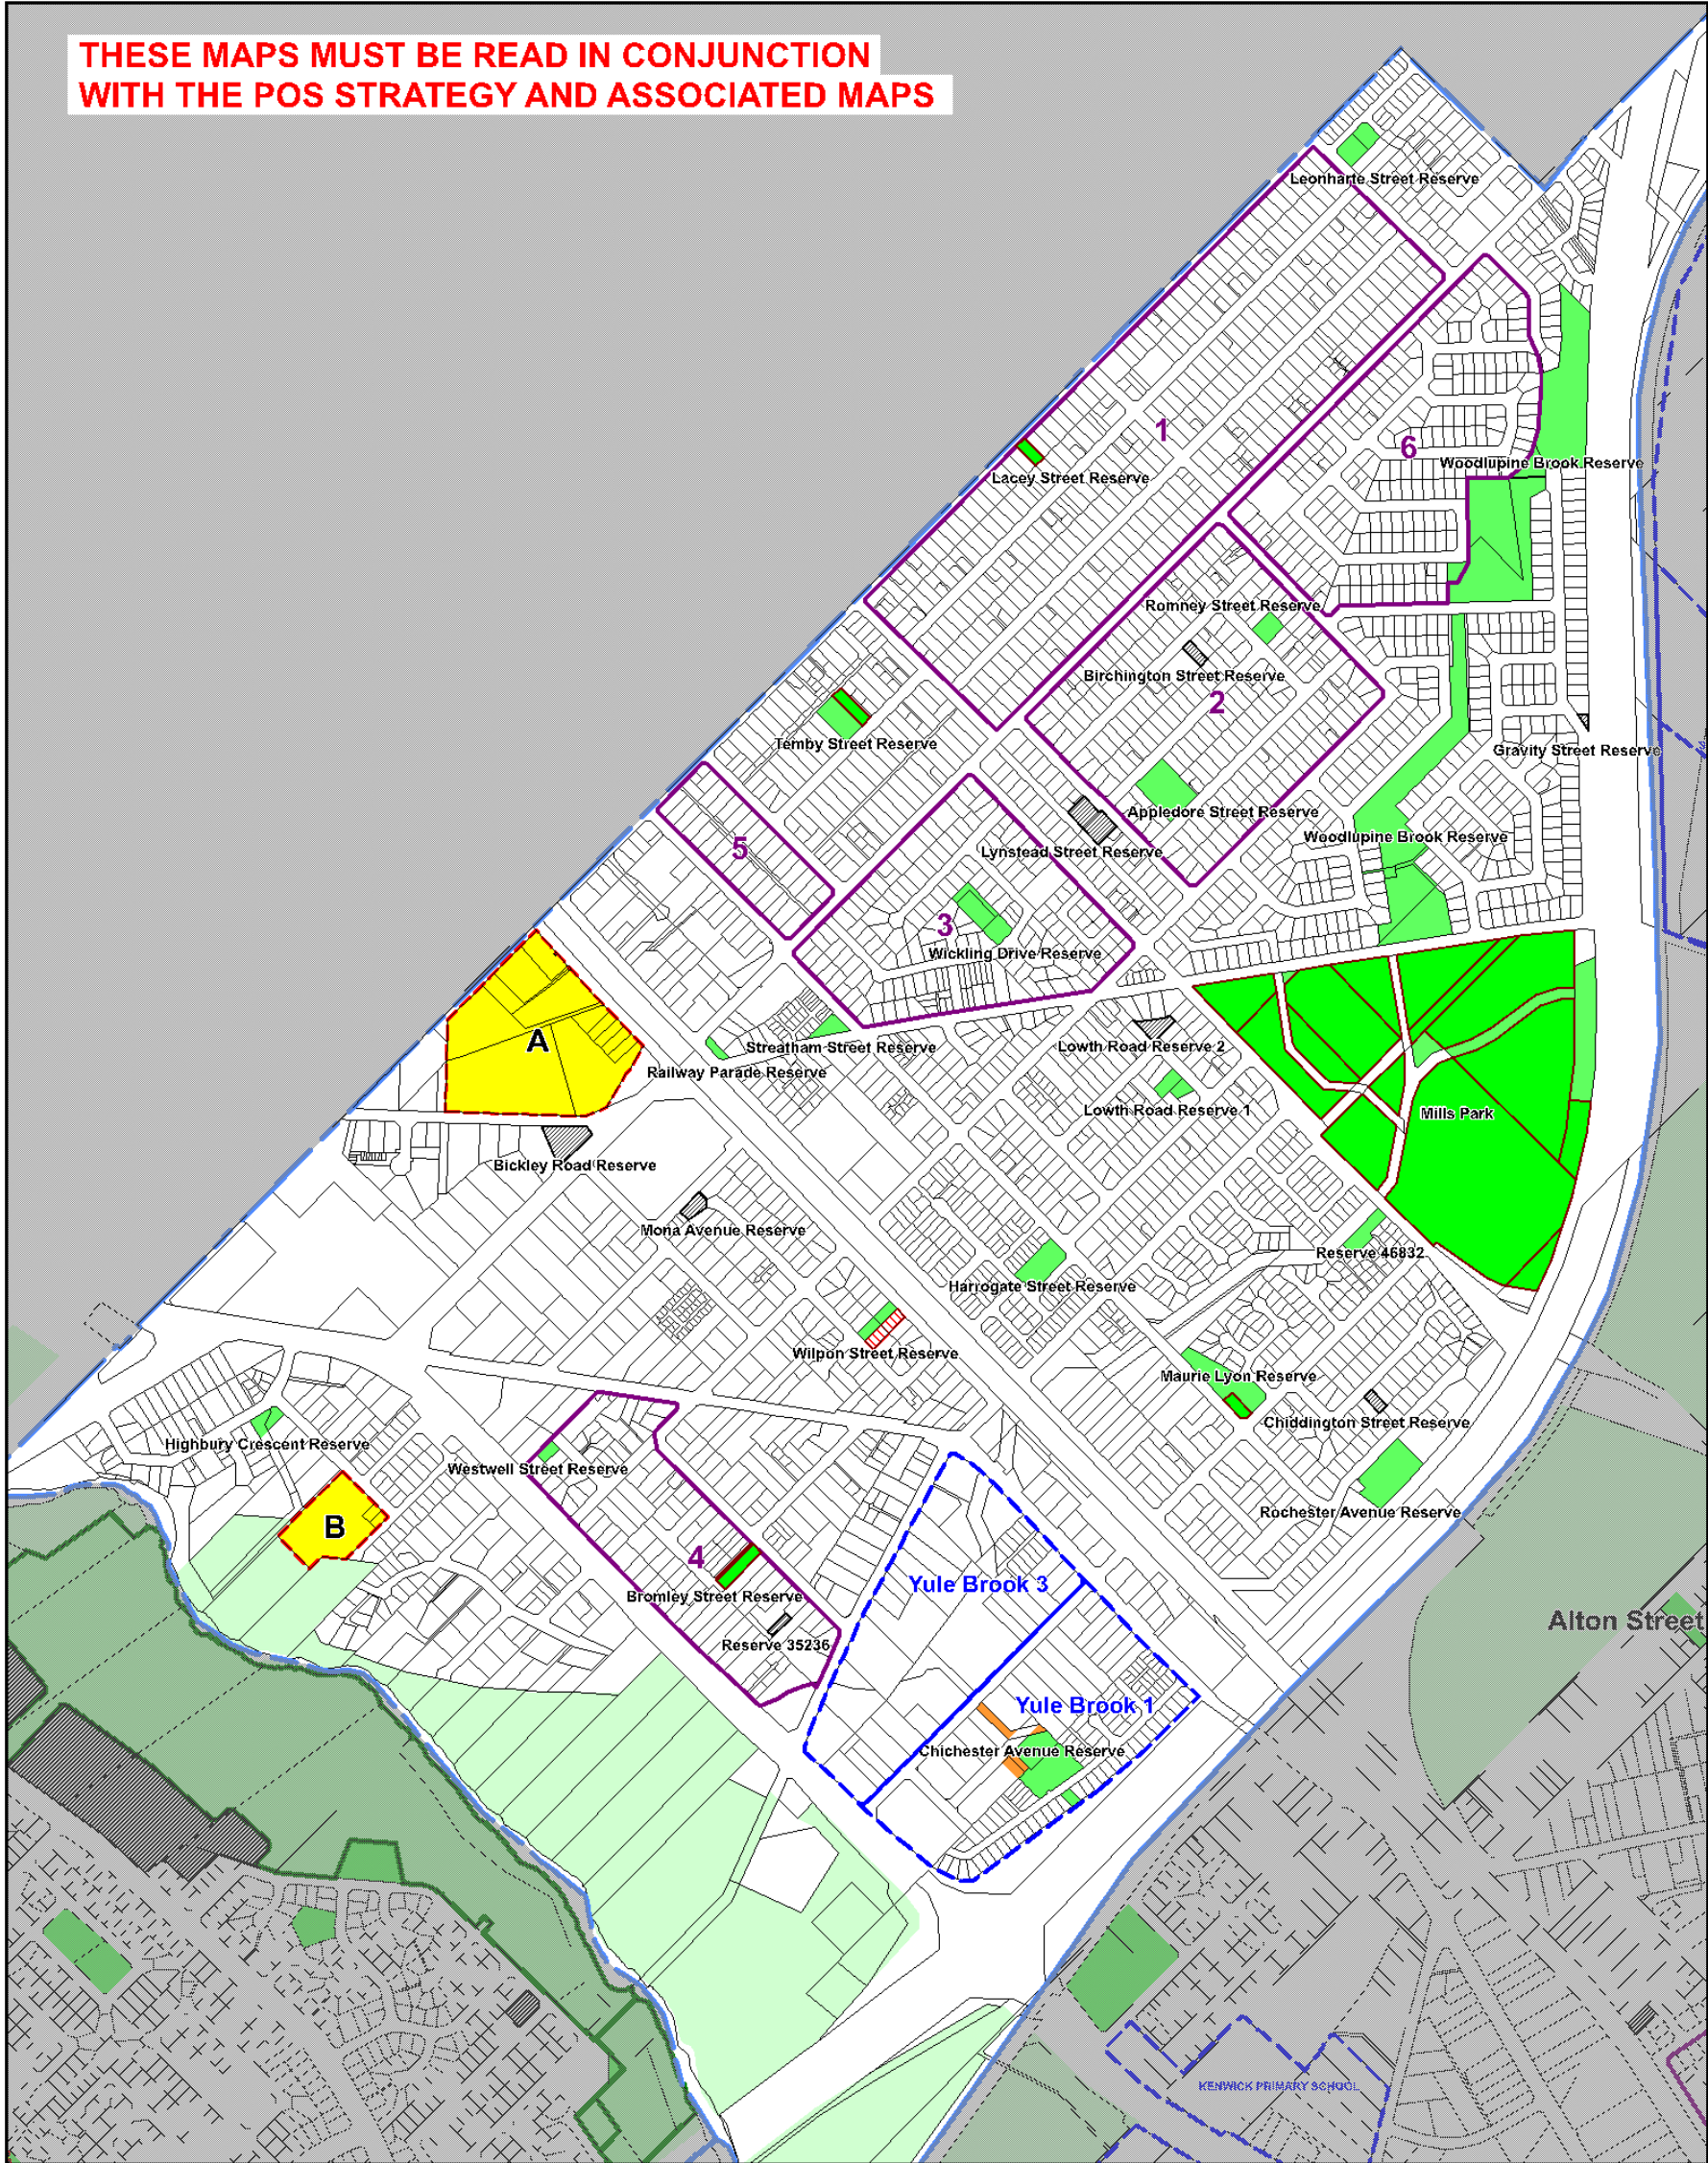 THESE MAPS MUST BE READ IN CONJUNCTION
WITH THE POS STRATEGY AND ASSOCIATED MAPS
Leonharte Street Reserve
1
6
Woodlupine Brook Reserve
Lacey Street Reserve
Romney Street Reserve
Birchington Street Reserve
2
Temby Street Reserve
Gravity Street Reserve
Appledore Street Reserve
Woodlupine Brook Reserve
5
Lynstead Street Reserve
3
Wickling Drive Reserve
A
Streatham Street Reserve
Lowth Road Reserve 2
Railway Parade Reserve
Lowth Road Reserve 1
Mills Park
Bickley Road Reserve
Mona Avenue Reserve
Reserve 46832
Harrogate Street Reserve
Wilpon Street Reserve
Maurie Lyon Reserve
Chiddington Street Reserve
Highbury Crescent Reserve
Westwell Street Reserve
Rochester Avenue Reserve
B
4
Yule Brook 3
Bromley Street Reserve
Alton Street
Reserve 35236
Yule Brook 1
Chichester Avenue Reserve
KENWICK PRIMARY SCHOOL